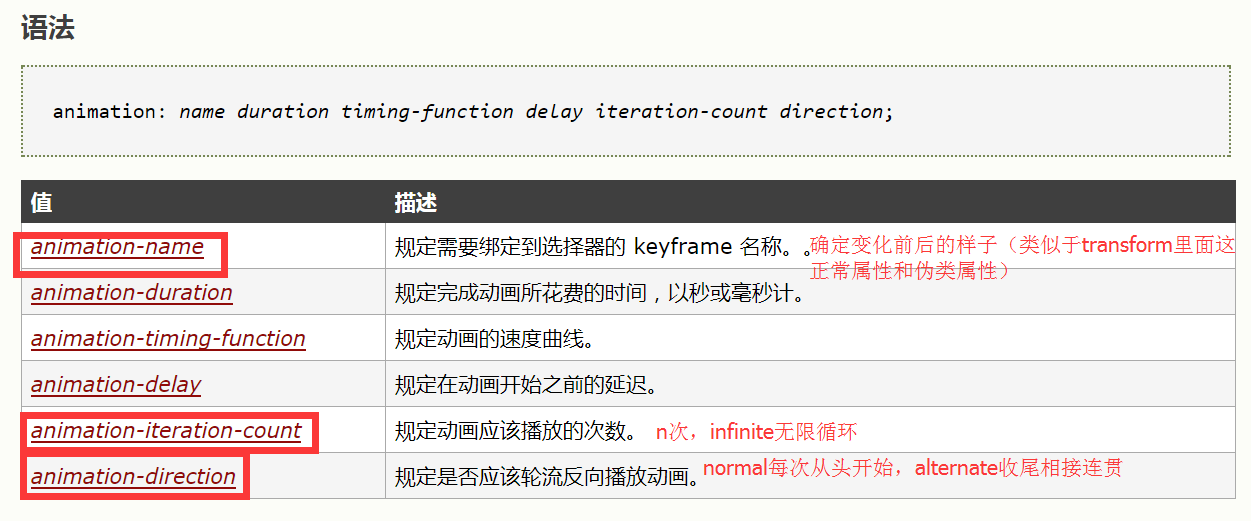 语法
animation: name duration timing-function delay iteration-count direction;
值 描述
animation-name 规定需要绑定到选择器的 keyframe 名称。。确定变化前后的样子（类似于transform里面这
正常属性和伪类属性）
animation-duration 规定完成动画所花费的时间，以秒或毫秒计。
animation-timing-function 规定动画的速度曲线。
animation-delay 规定在动画开始之前的延迟。
animation-iteration-count 规定动画应该播放的次数。 n次，infinite无限循环
animation-direction 规定是否应该轮流反向播放动画。normal每次从头开始，alternate收尾相接连贯